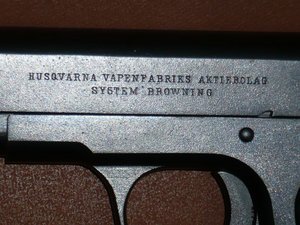 HUSQVARNA VAPENFABRIKS AKTIEBOLAG
SYSTEM BROWNING